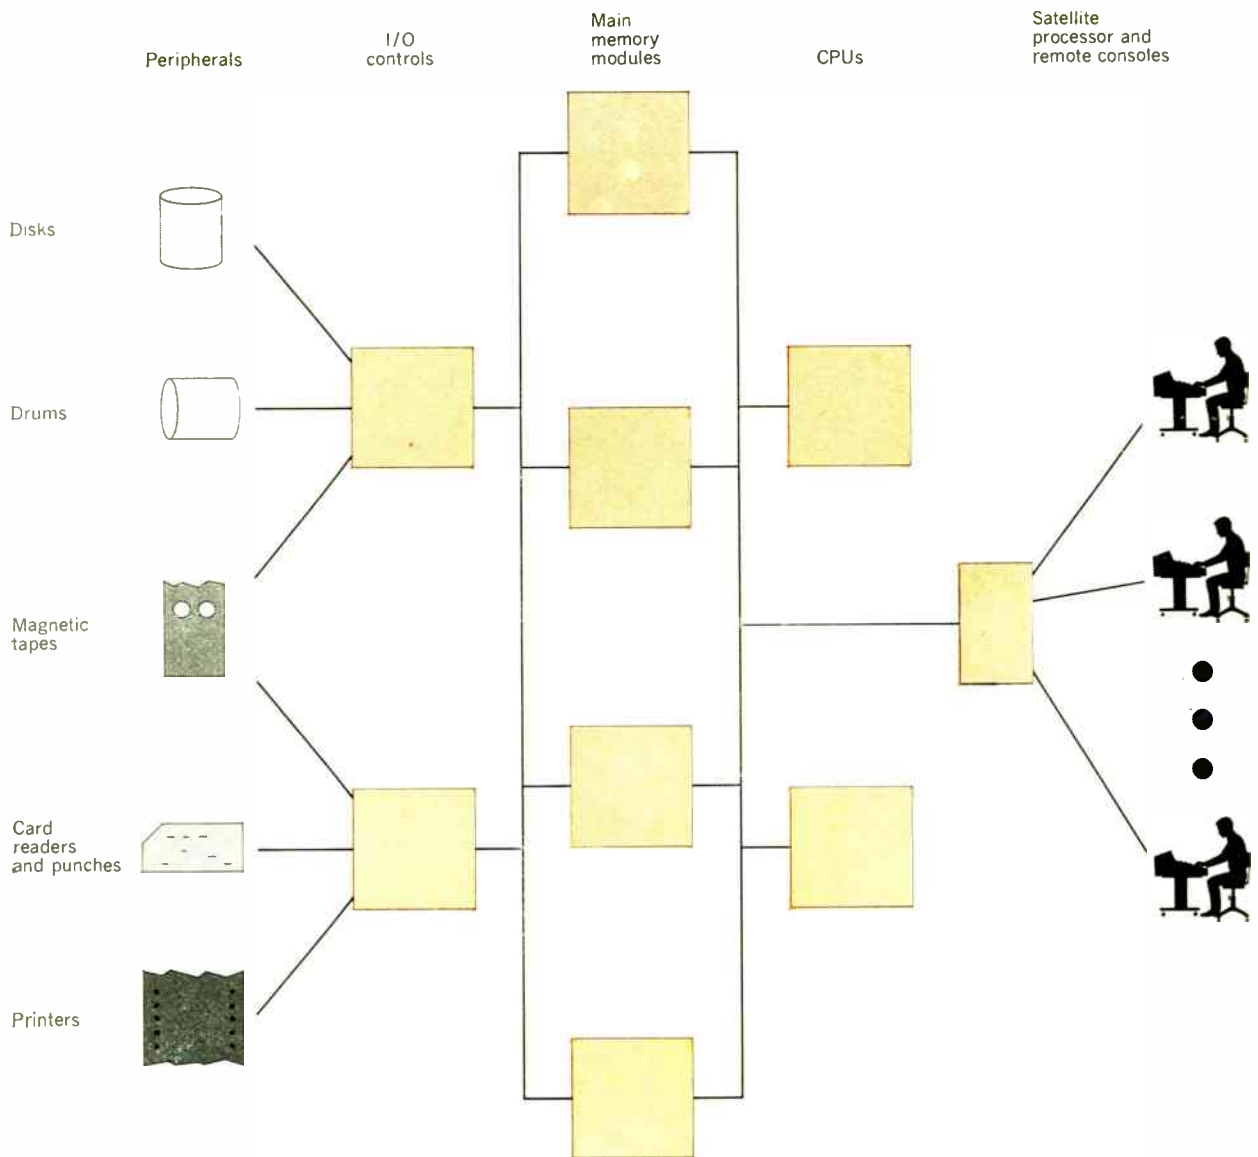 Peripherals
I/O
controls
Main
memory
modules
CPUs
Satellite
processor and
remote consoles
Disks
Drums
Magnetic
tapes
Card
readers
and punches
Printers